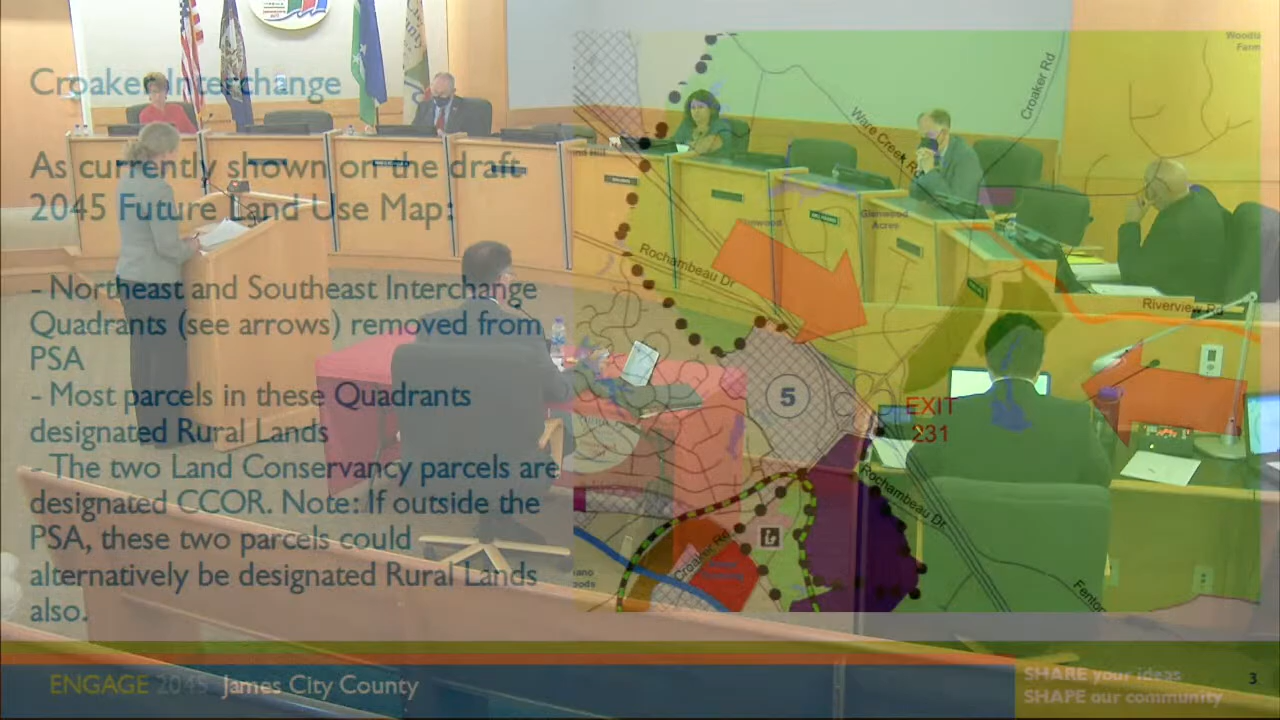 Croaker Interchange
As currently shown on the draft
2045 Future Land Use Map:
- Northeast and Southeast Interchange
Quadrants (see arrows) removed from
PSA
- Most parcels in these Quadrants
designated Rural Lands
- The two Land Conservancy parcels are
designated CCOR. Note: If outside the
PSA, these two parcels could
alternatively be designated Rural Lands
also.
Farm
Croaker Rd
Ware Creek Rd
Glenwood
Acres
Rochambeau Dr
Riverview Rd
5
EXIT
231
Rochambeau Dr
Croaker Rd
Fenton
ENGAGE 2045 James City County
SHARE your ideas
SHAPE our community
3